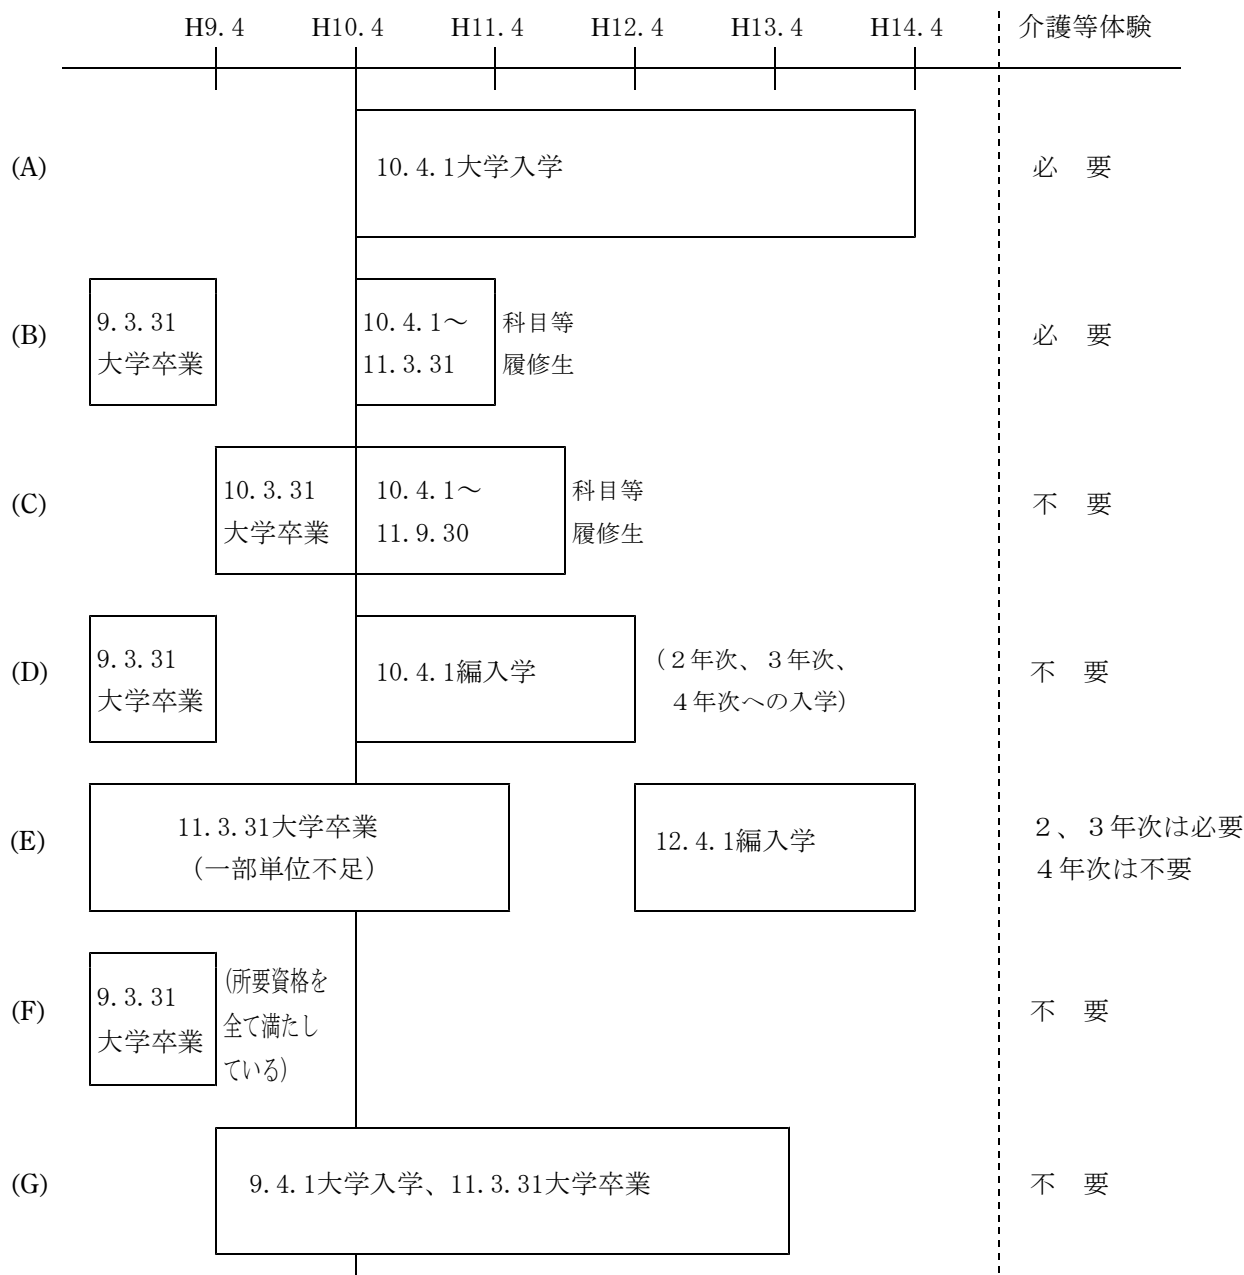 H9.4 H10.4 H11.4 H12.4 H13.4 H14.4 介護等体験
(A) 10.4.1大学入学 必 要
(B) 9.3.31 10.4.1～ 科目等 必 要
大学卒業 11.3.31 履修生
(C) 10.3.31 10.4.1～ 科目等 不 要
大学卒業 11.9.30 履修生
(D) 9.3.31 10.4.1編入学 （２年次、３年次、 不 要
大学卒業 ４年次への入学）
(E) 11.3.31大学卒業 12.4.1編入学 ２、３年次は必要
（一部単位不足） ４年次は不要
(F) 9.3.31 (所要資格を 不 要
大学卒業 全て満たし
ている)
(G) 9.4.1大学入学、11.3.31大学卒業 不 要